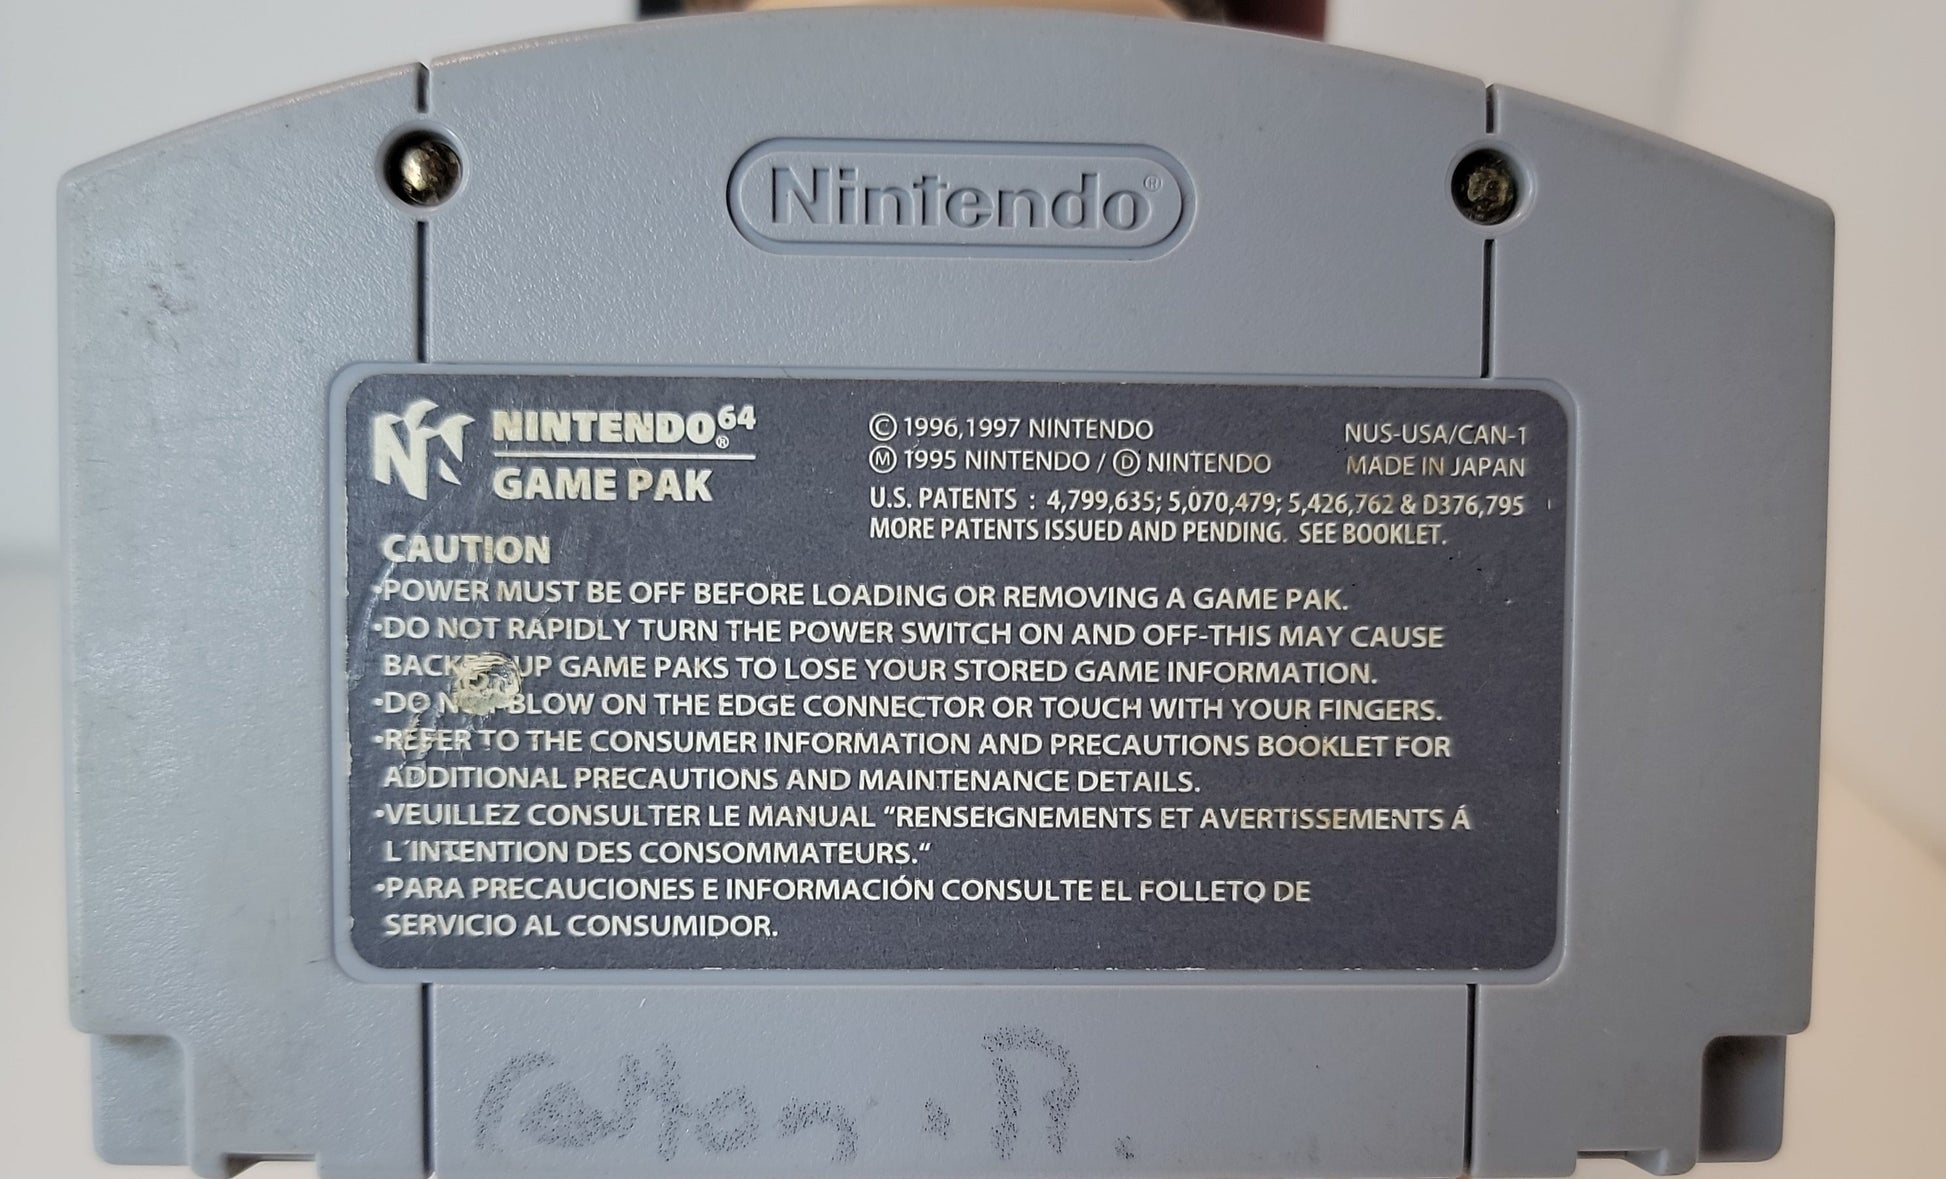 Nintendo®
NINTENDO64®
GAME PAK
© 1996,1997 NINTENDO
Ⓜ 1995 NINTENDO / Ⓓ NINTENDO
NUS-USA/CAN-1
MADE IN JAPAN
U.S. PATENTS : 4,799,635; 5,070,479; 5,426,762 & D376,795
MORE PATENTS ISSUED AND PENDING. SEE BOOKLET.
CAUTION
•POWER MUST BE OFF BEFORE LOADING OR REMOVING A GAME PAK.
•DO NOT RAPIDLY TURN THE POWER SWITCH ON AND OFF-THIS MAY CAUSE
UP GAME PAKS TO LOSE YOUR STORED GAME INFORMATION.
•DO BLOW ON THE EDGE CONNECTOR OR TOUCH WITH YOUR FINGERS.
•REFER TO THE CONSUMER INFORMATION AND PRECAUTIONS BOOKLET FOR
ADDITIONAL PRECAUTIONS AND MAINTENANCE DETAILS.
•VEUILLEZ CONSULTER LE MANUAL "RENSEIGNEMENTS ET AVERTISSEMENTS Á
L'INTENTION DES CONSOMMATEURS."
•PARA PRECAUCIONES E INFORMACIÓN CONSULTE EL FOLLETO DE
SERVICIO AL CONSUMIDOR.